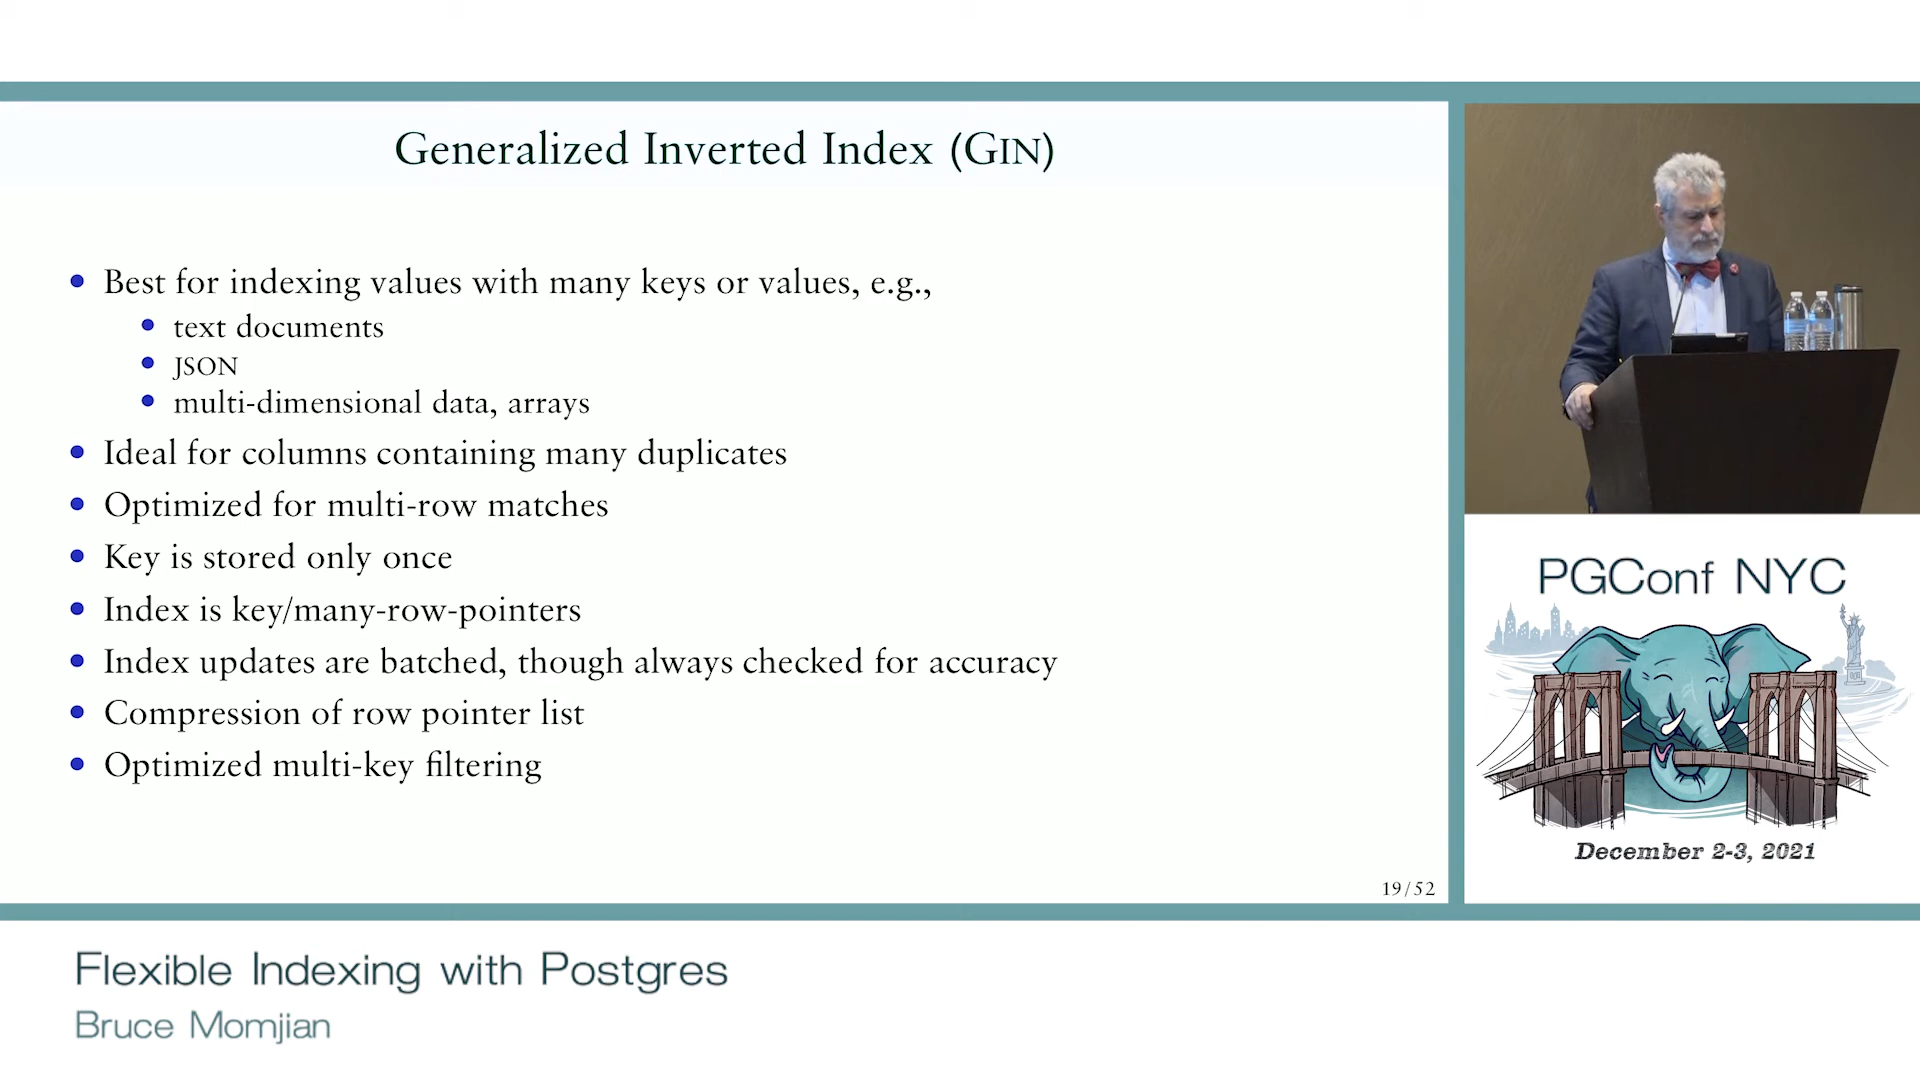 Generalized Inverted Index (GIN)
• Best for indexing values with many keys or values, e.g.,
• text documents
• JSON
• multi-dimensional data, arrays
• Ideal for columns containing many duplicates
• Optimized for multi-row matches
• Key is stored only once
• Index is key/many-row-pointers
• Index updates are batched, though always checked for accuracy
• Compression of row pointer list
• Optimized multi-key filtering
19/52
PGConf NYC
December 2-3, 2021
Flexible Indexing with Postgres
Bruce Momjian